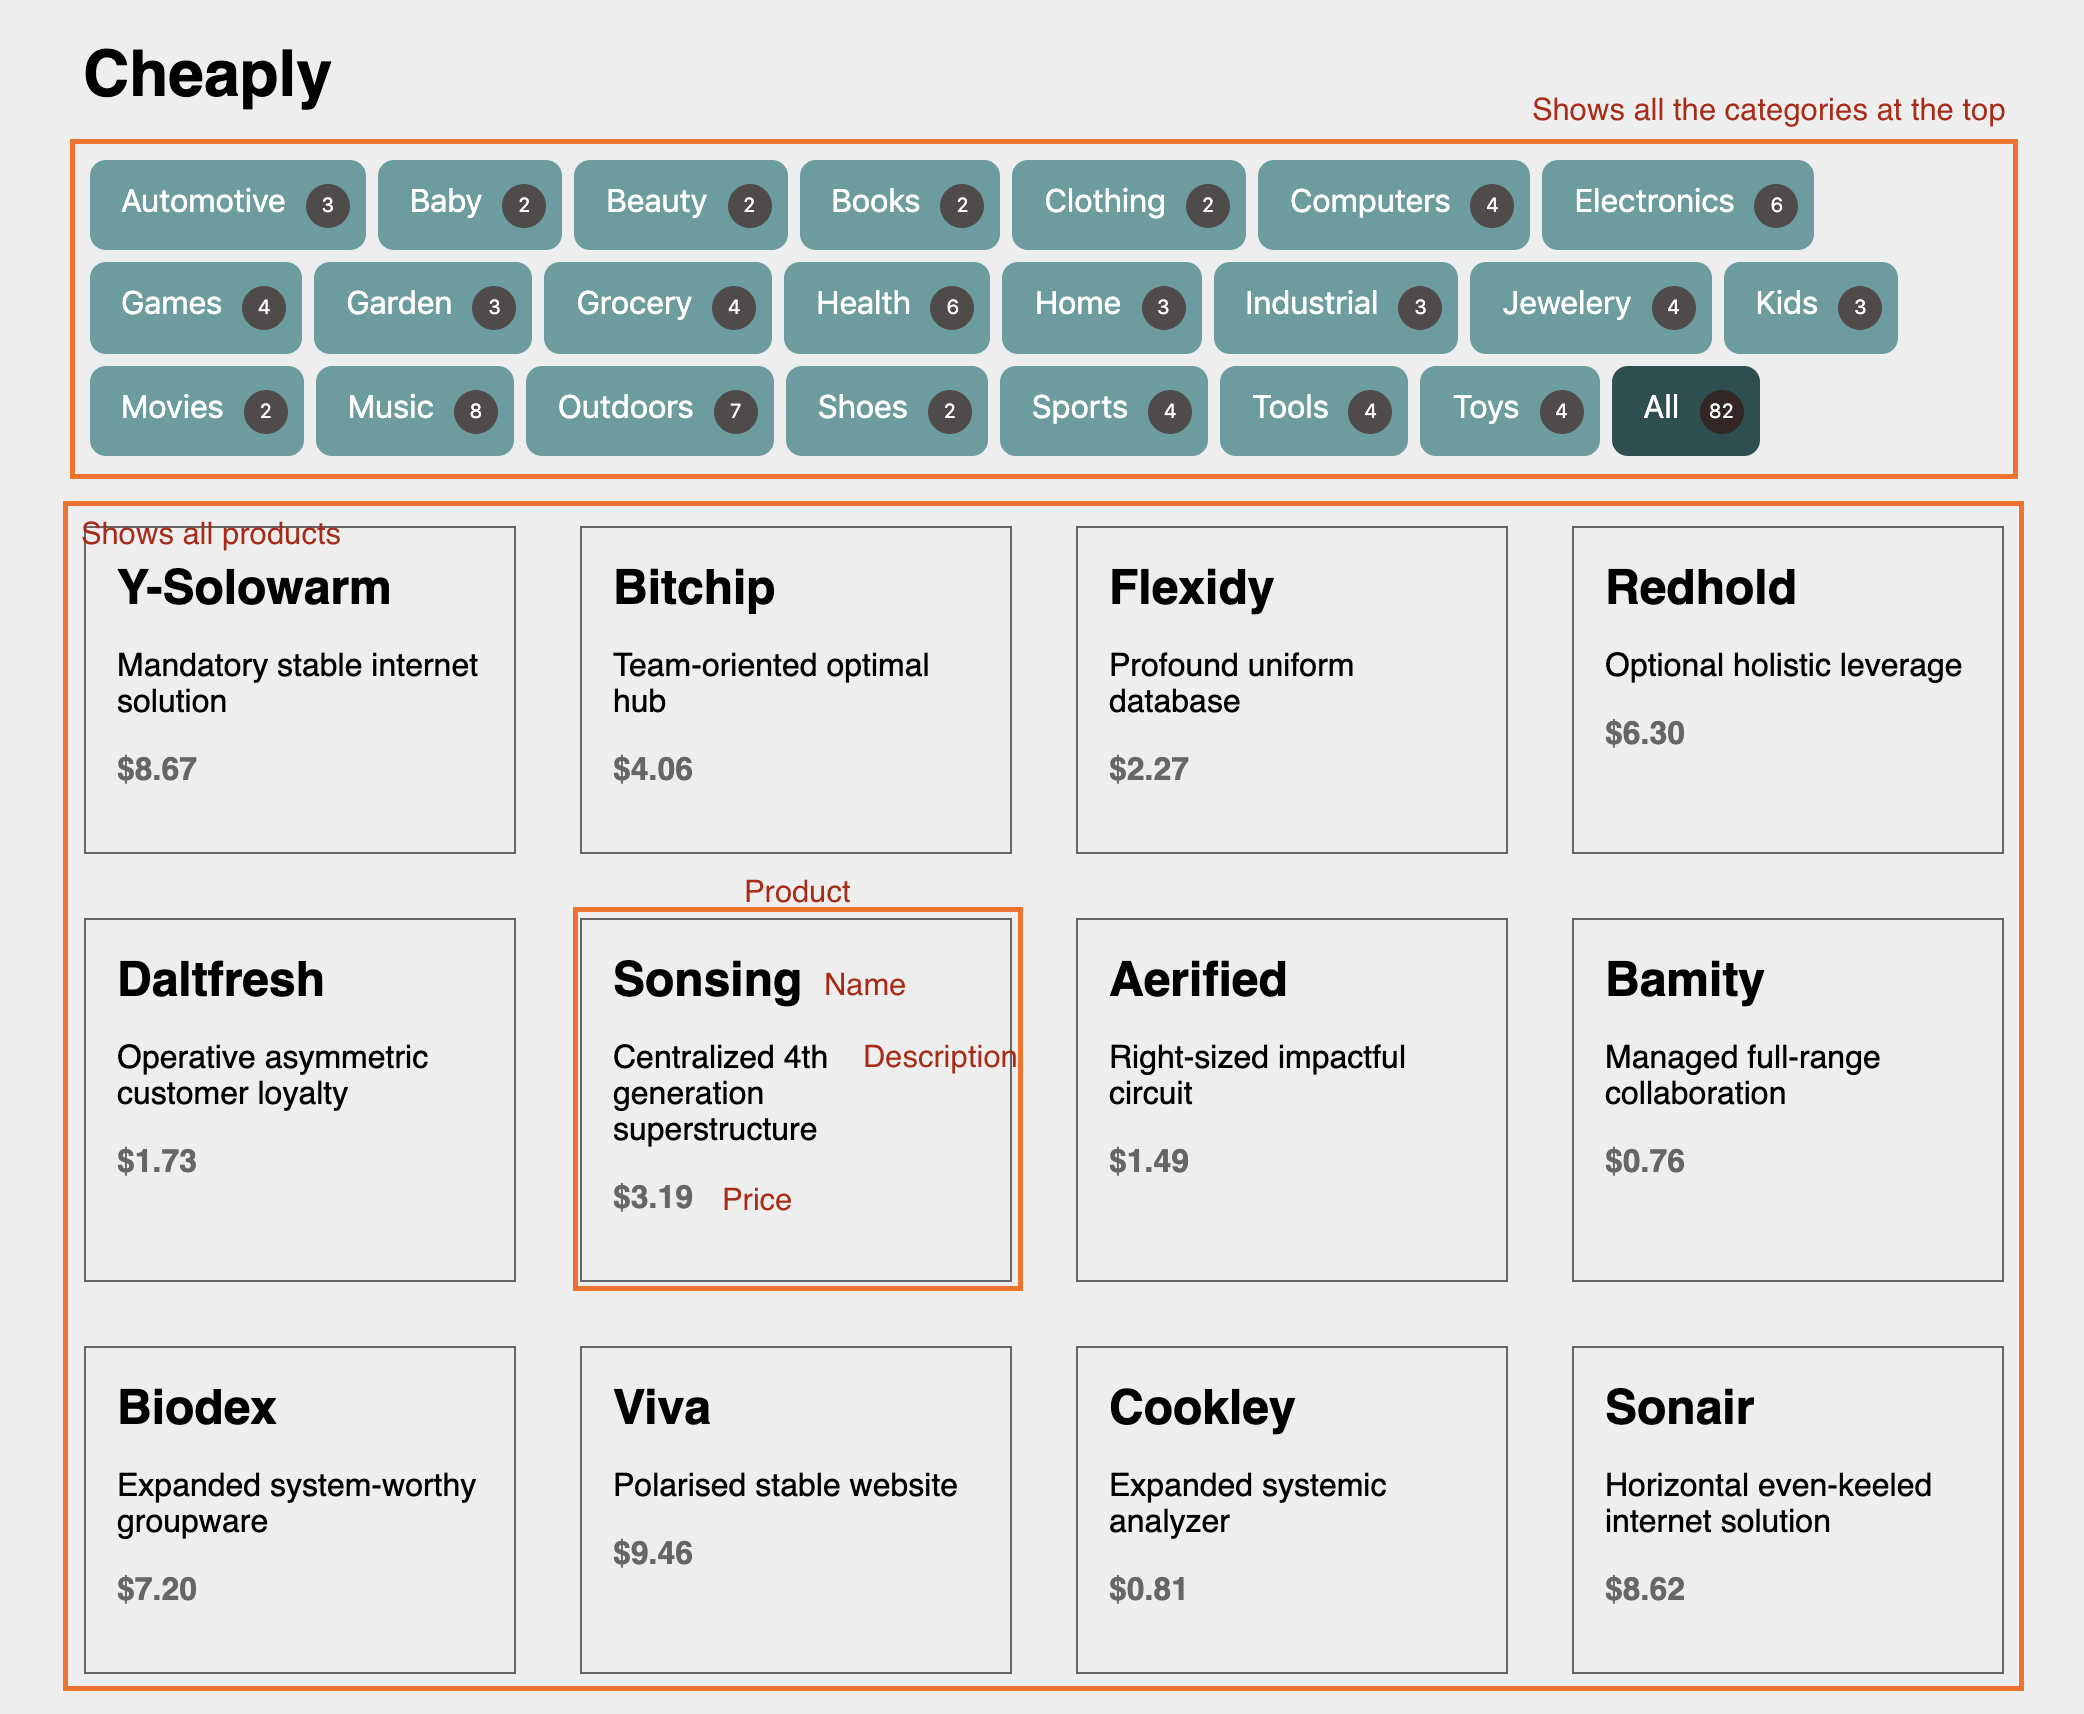 Cheaply
Shows all the categories at the top
Automotive 3 Baby 2 Beauty 2 Books 2 Clothing 2 Computers 4 Electronics 6
Games 4 Garden 3 Grocery 4 Health 6 Home 3 Industrial 3 Jewelery 4 Kids 3
Movies 2 Music 8 Outdoors 7 Shoes 2 Sports 4 Tools 4 Toys 4 All 82
Shows all products
Y-Solowarm
Mandatory stable internet
solution
$8.67
Bitchip
Team-oriented optimal
hub
$4.06
Flexidy
Profound uniform
database
$2.27
Redhold
Optional holistic leverage
$6.30
Daltfresh
Operative asymmetric
customer loyalty
$1.73
Product
Sonsing Name
Centralized 4th Description
generation
superstructure
$3.19 Price
Aerified
Right-sized impactful
circuit
$1.49
Bamity
Managed full-range
collaboration
$0.76
Biodex
Expanded system-worthy
groupware
$7.20
Viva
Polarised stable website
$9.46
Cookley
Expanded systemic
analyzer
$0.81
Sonair
Horizontal even-keeled
internet solution
$8.62